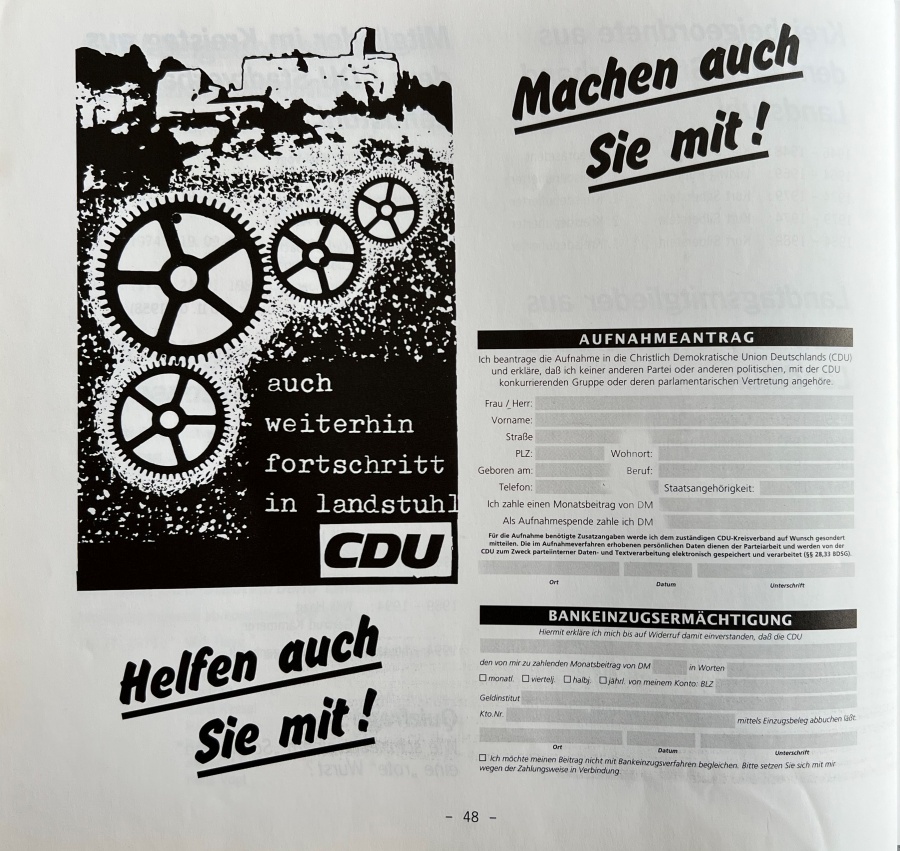 auch
weiterhin
fortschritt
in landstuhl
CDU
Helfen auch
Sie mit!
Machen auch
Sie mit!
AUFNAHMEANTRAG
Ich beantrage die Aufnahme in die Christlich Demokratische Union Deutschlands (CDU)
und erkläre, daß ich keiner anderen Partei oder anderen politischen, mit der CDU
konkurrierenden Gruppe oder deren parlamentarischen Vertretung angehöre.
Frau / Herr:
Vorname:
Straße
PLZ: Wohnort:
Geboren am: Beruf:
Telefon: Staatsangehörigkeit:
Ich zahle einen Monatsbeitrag von DM
Als Aufnahmespende zahle ich DM
Für die Aufnahme benötigte Zusatzangaben werde ich dem zuständigen CDU-Kreisverband auf Wunsch gesondert
mitteilen. Die im Aufnahmeverfahren erhobenen persönlichen Daten dienen der Parteiarbeit und werden von der
CDU zum Zweck parteiinterner Daten- und Textverarbeitung elektronisch gespeichert und verarbeitet (§§ 28,33 BDSG).
Ort Datum Unterschrift
BANKEINZUGSERMÄCHTIGUNG
Hiermit erkläre ich mich bis auf Widerruf damit einverstanden, daß die CDU
den von mir zu zahlenden Monatsbeitrag von DM in Worten
☐ monatl. ☐ viertelj. ☐ halbj. ☐ jährl. von meinem Konto: BLZ
Geldinstitut
Kto.Nr. mittels Einzugsbeleg abbuchen läßt.
Ort Datum Unterschrift
☐ Ich möchte meinen Beitrag nicht mit Bankeinzugsverfahren begleichen. Bitte setzen Sie sich mit mir
wegen der Zahlungsweise in Verbindung
- 48 -